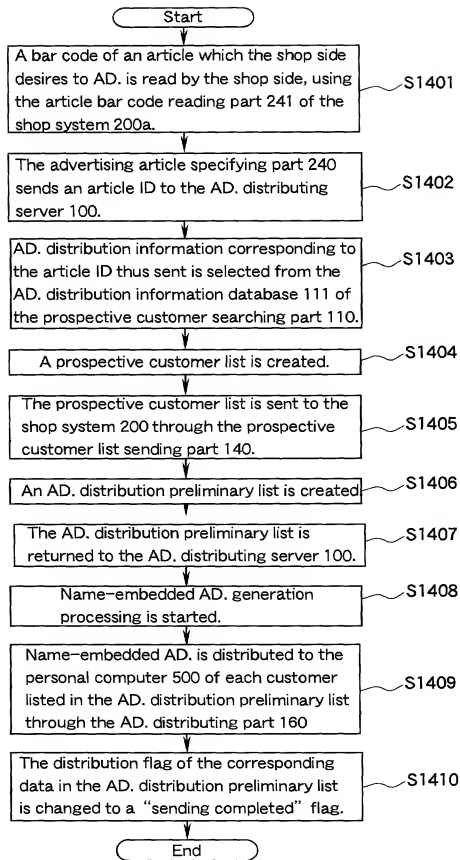 Start
A bar code of an article which the shop side
desires to AD. is read by the shop side, using
the article bar code reading part 241 of the
shop system 200a.
S1401
The advertising article specifying part 240
sends an article ID to the AD. distributing
server 100.
S1402
AD. distribution information corresponding to
the article ID thus sent is selected from the
AD. distribution information database 111 of
the prospective customer searching part 110.
S1403
A prospective customer list is created.
S1404
The prospective customer list is sent to the
shop system 200 through the prospective
customer list sending part 140.
S1405
An AD. distribution preliminary list is created
S1406
The AD. distribution preliminary list is
returned to the AD. distributing server 100.
S1407
Name-embedded AD. generation
processing is started.
S1408
Name-embedded AD. is distributed to the
personal computer 500 of each customer
listed in the AD. distribution preliminary list
through the AD. distributing part 160
S1409
The distribution flag of the corresponding
data in the AD. distribution preliminary list
is changed to a “sending completed” flag.
S1410
End